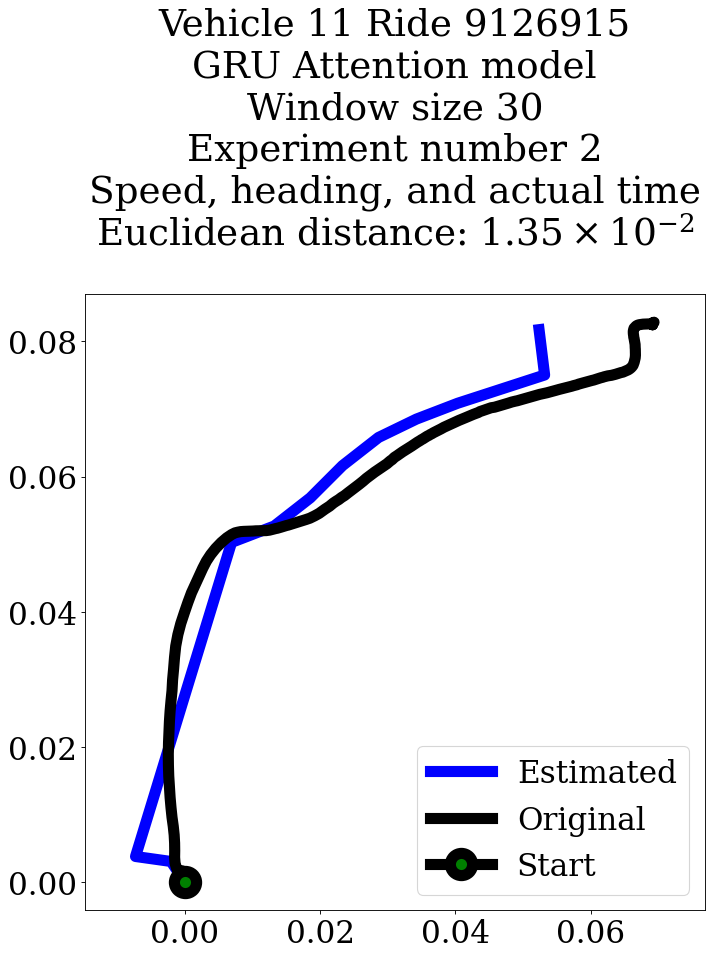 Vehicle 11 Ride 9126915
GRU Attention model
Window size 30
Experiment number 2
Speed, heading, and actual time
Euclidean distance: 1.35 × 10⁻²
0.08
0.06
0.04
0.02
0.00
0.00 0.02 0.04 0.06
Estimated
Original
Start